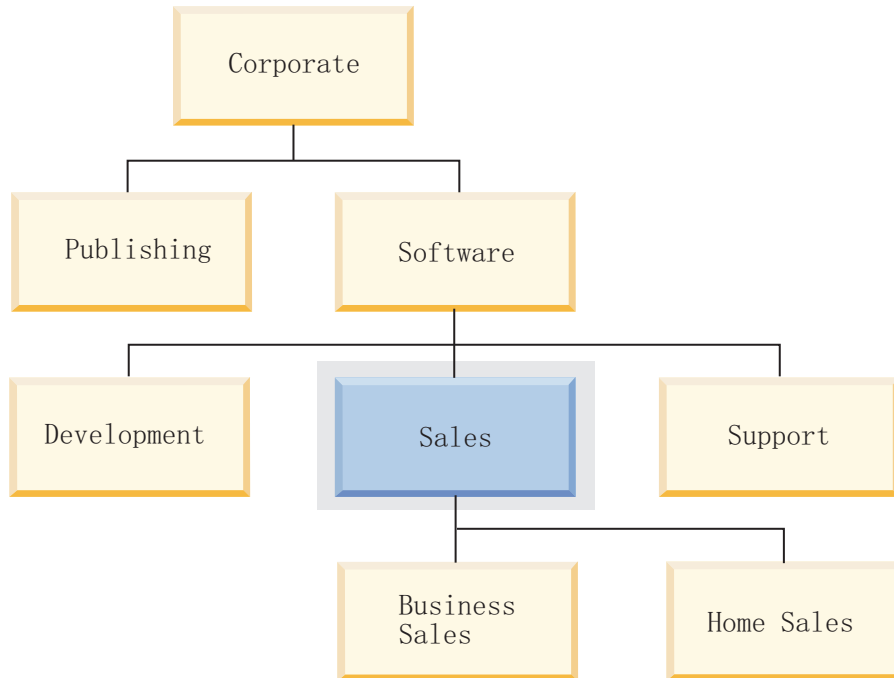 Corporate
Publishing
Software
Development
Sales
Support
Business
Sales
Home Sales